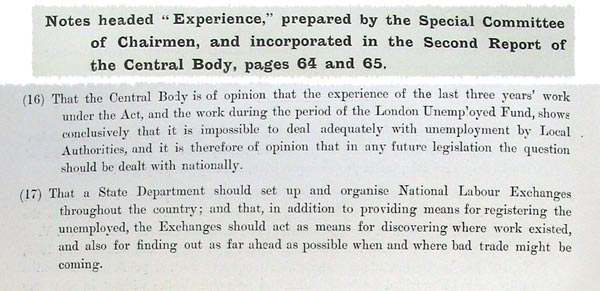 Notes headed "Experience," prepared by the Special Committee
of Chairmen, and incorporated in the Second Report of
the Central Body, pages 64 and 65.
(16) That the Central Body is of opinion that the experience of the last three years' work
under the Act, and the work during the period of the London Unemp'oyed Fund, shows
conclusively that it is impossible to deal adequately with unemployment by Local
Authorities, and it is therefore of opinion that in any future legislation the question
should be dealt with nationally.
(17) That a State Department should set up and organise National Labour Exchanges
throughout the country; and that, in addition to providing means for registering the
unemployed, the Exchanges should act as means for discovering where work existed,
and also for finding out as far ahead as possible when and where bad trade might be
coming.